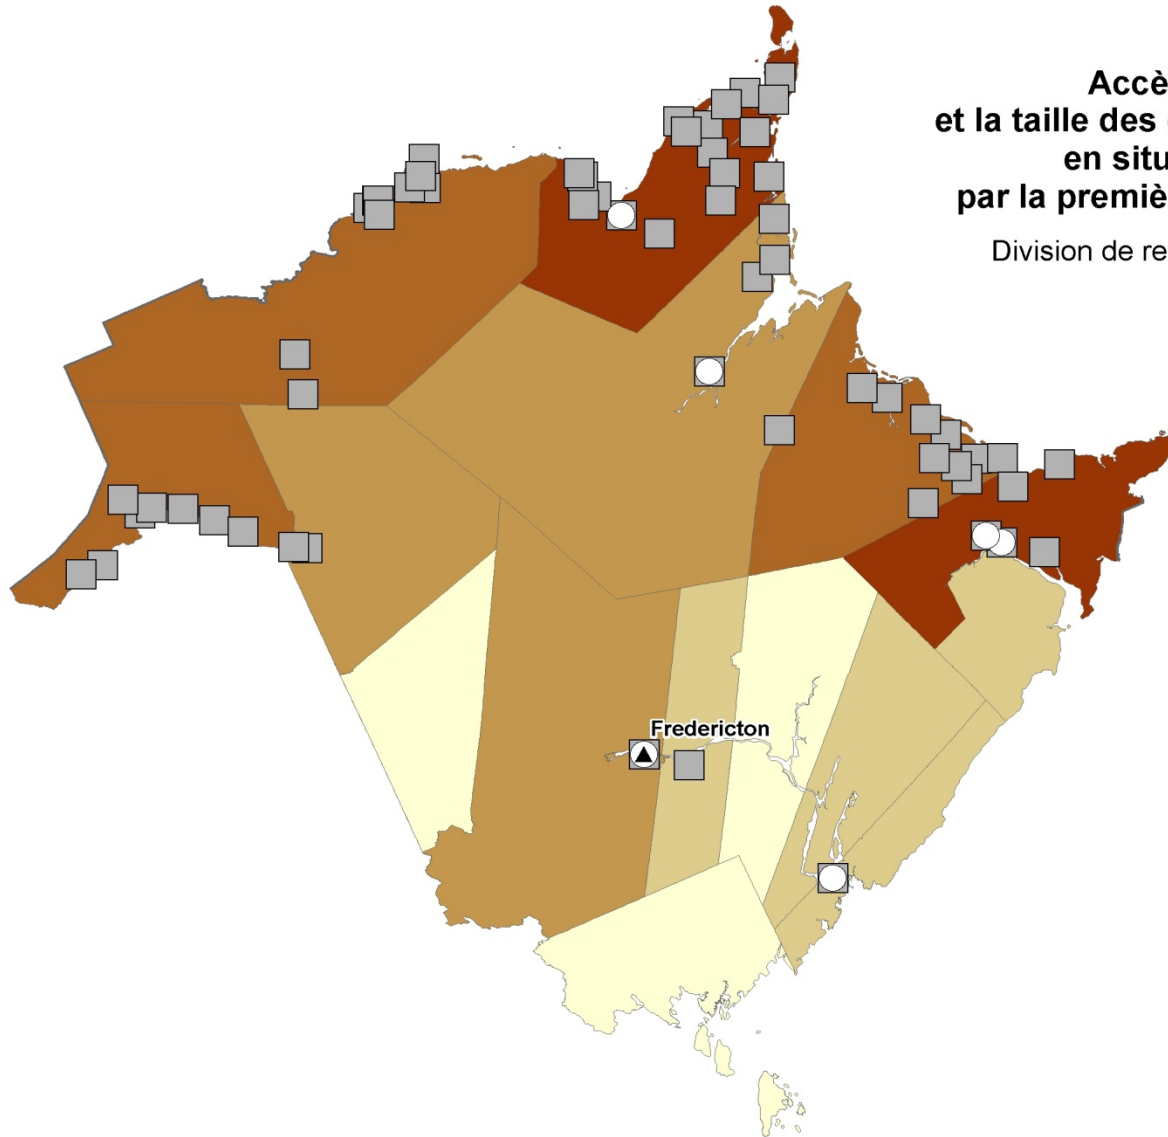 Accè
et la taille des
en situ
par la premiè
Division de re
Fredericton